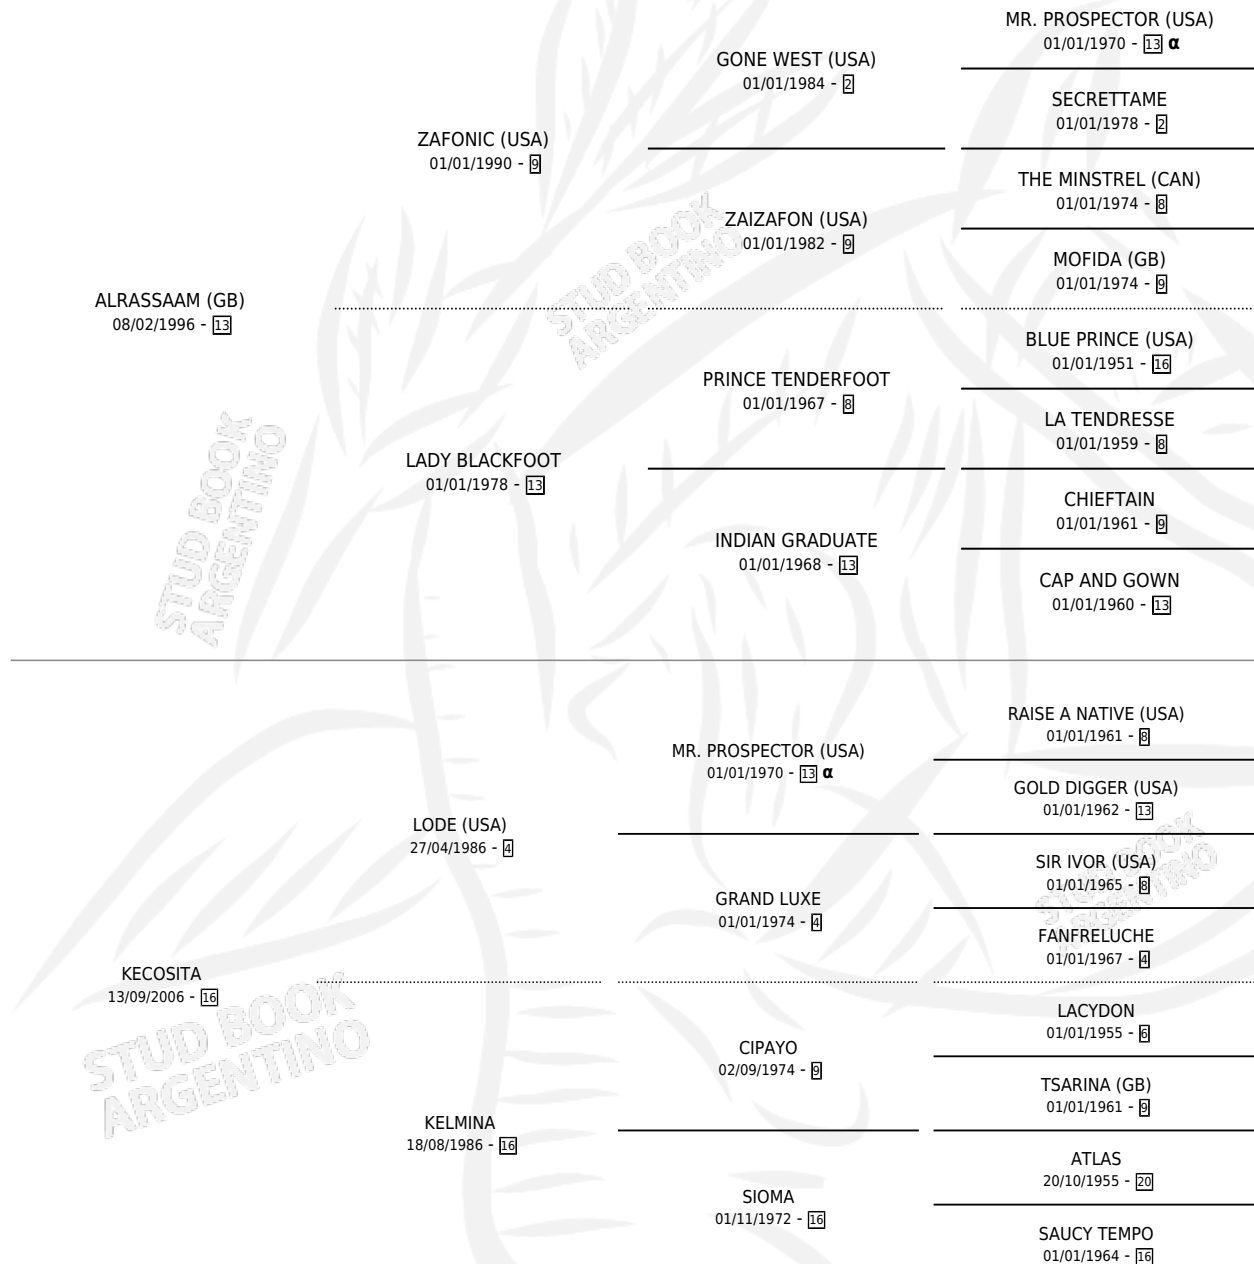 MR. PROSPECTOR (USA)
01/01/1970 - 13 α
GONE WEST (USA)
01/01/1984 - 2
SECRETTAME
01/01/1978 - 2
ZAFONIC (USA)
01/01/1990 - 9
THE MINSTREL (CAN)
01/01/1974 - 8
ZAIZAFON (USA)
01/01/1982 - 9
MOFIDA (GB)
01/01/1974 - 9
STUD BOOK
ARGENTINO
ALRASSAAM (GB)
08/02/1996 - 13
BLUE PRINCE (USA)
01/01/1951 - 16
PRINCE TENDERFOOT
01/01/1967 - 8
LA TENDRESSE
01/01/1959 - 8
LADY BLACKFOOT
01/01/1978 - 13
CHIEFTAIN
01/01/1961 - 9
INDIAN GRADUATE
01/01/1968 - 13
CAP AND GOWN
01/01/1960 - 13
STUD BOOK
ARGENTINO
RAISE A NATIVE (USA)
01/01/1961 - 8
MR. PROSPECTOR (USA)
01/01/1970 - 13 α
GOLD DIGGER (USA)
01/01/1962 - 13
LODE (USA)
27/04/1986 - 4
SIR IVOR (USA)
01/01/1965 - 8
GRAND LUXE
01/01/1974 - 4
FANFRELUCHE
01/01/1967 - 4
STUD BOOK
ARGENTINO
KECOSITA
13/09/2006 - 16
LACYDON
01/01/1955 - 6
CIPAYO
02/09/1974 - 9
TSARINA (GB)
01/01/1961 - 9
KELMINA
18/08/1986 - 16
ATLAS
20/10/1955 - 20
SIOMA
01/11/1972 - 16
SAUCY TEMPO
01/01/1964 - 16
STUD BOOK
ARGENTINO